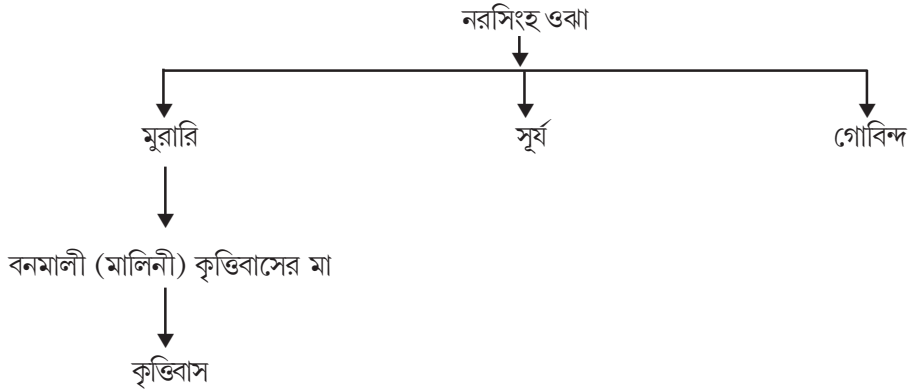 নরসিংহ ওঝা
মুরারি সূর্য গোবিন্দ
বনমালী (মালিনী) কৃত্তিবাসের মা
কৃত্তিবাস